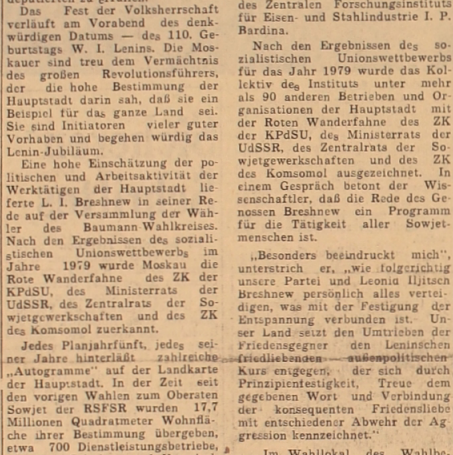 Das Fest der Volksherrschaft
verläuft am Vorabend des denk-
würdigen Datums — des 110. Ge-
burtstags W. I. Lenins. Die Mos-
kauer sind treu dem Vermächtnis
des großen Revolutionsführers,
der die hohe Bestimmung der
Hauptstadt darin sah, daß sie ein
Beispiel für das ganze Land sei.
Sie sind Initiatoren vieler guter
Vorhaben und begehen würdig das
Lenin-Jubiläum.
Eine hohe Einschätzung der po-
litischen und Arbeitsaktivität der
Werktätigen der Hauptstadt lie-
ferte L. I. Breshnew in seiner Re-
de auf der Versammlung der Wäh-
ler des Baumann-Wahlkreises.
Nach den Ergebnissen des soziali-
stischen Unionswettbewerbs im
Jahre 1979 wurde Moskau die
Rote Wanderfahne des ZK der
KPdSU, des Ministerrats der
UdSSR, des Zentralrats der So-
wjetgewerkschaften und des ZK
des Komsomol zuerkannt.
Jedes Planjahrfünft, jedes sei-
ner Jahre hinterläßt zahlreiche
„Autogramme" auf der Landkarte
der Hauptstadt. In der Zeit seit
den vorigen Wahlen zum Obersten
Sowjet der RSFSR wurden 17,7
Millionen Quadratmeter Wohnflä-
che ihrer Bestimmung übergeben,
etwa 700 Dienstleistungsbetriebe,
des Zentralen Forschungsinstituts
für Eisen- und Stahlindustrie I. P.
Bardina.
Nach den Ergebnissen des so-
zialistischen Unionswettbewerbs
für das Jahr 1979 wurde das Kol-
lektiv des Instituts unter mehr
als 90 anderen Betrieben und Or-
ganisationen der Hauptstadt mit
der Roten Wanderfahne des ZK
der KPdSU, des Ministerrats der
UdSSR, des Zentralrats der So-
wjetgewerkschaften und des ZK
des Komsomol ausgezeichnet. In
einem Gespräch betont der Wis-
senschaftler, daß die Rede des Ge-
nossen Breshnew ein Programm
für die Tätigkeit aller Sowjet-
menschen ist.
„Besonders beeindruckt mich",
unterstrich er, „wie folgerichtig
unsere Partei und Leonid Iljitsch
Breshnew persönlich alles vertei-
digen, was mit der Festigung der
Entspannung verbunden ist. Un-
ser Land setzt den Umtrieben der
Friedensgegner den Leninschen
friedliebenden außenpolitischen
Kurs entgegen, der sich durch
Prinzipienfestigkeit, Treue dem
gegebenen Wort und Verbindung
der konsequenten Friedensliebe
mit entschiedener Abwehr der Ag
gression kennzeichnet."
Im Wahllokal des Wahlbe-